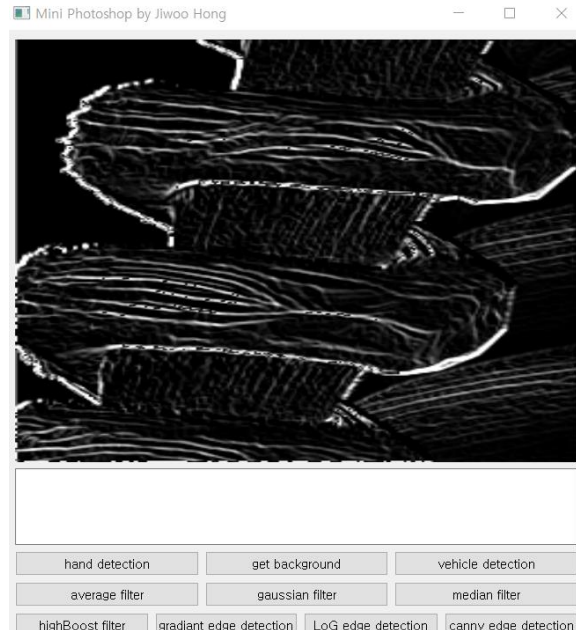 Mini Photoshop by Jiwoo Hong
hand detection
get background
vehicle detection
average filter
gaussian filter
median filter
highBoost filter
gradiant edge detection
LoG edge detection
canny edge detection